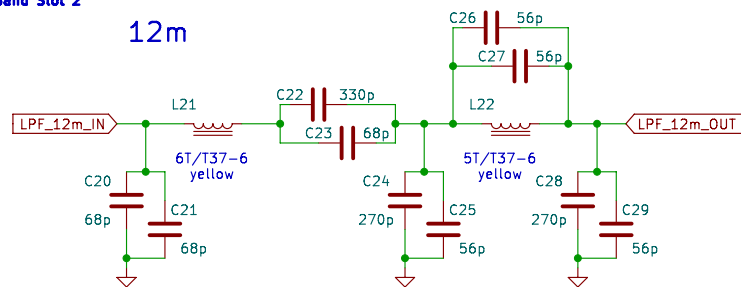 Band Slot 2
12m
C26 56p
C27 56p
L21
C22 330p
L22
LPF_12m_IN
C23 68p
LPF_12m_OUT
6T/T37-6
yellow
5T/T37-6
yellow
C20
68p
C21
68p
C24
270p
C25
56p
C28
270p
C29
56p